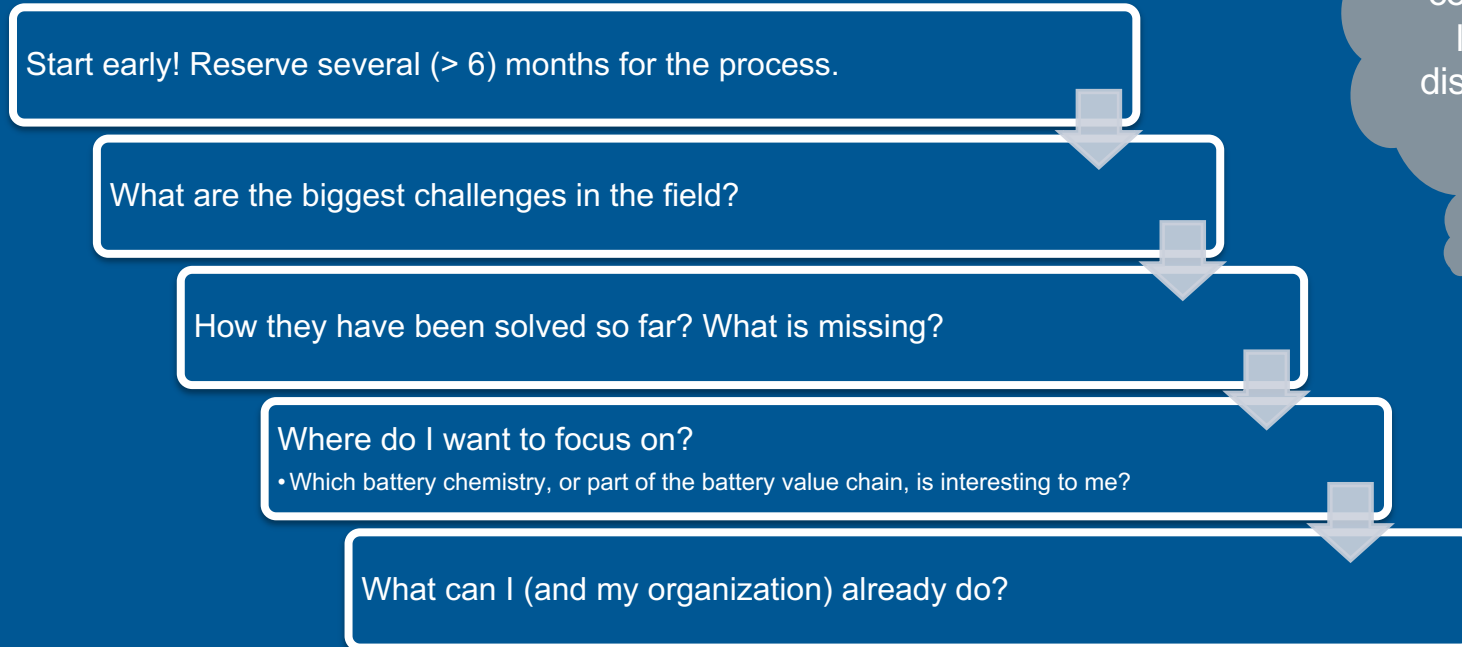 Start early! Reserve several (> 6) months for the process.
What are the biggest challenges in the field?
How they have been solved so far? What is missing?
Where do I want to focus on?
• Which battery chemistry, or part of the battery value chain, is interesting to me?
What can I (and my organization) already do?